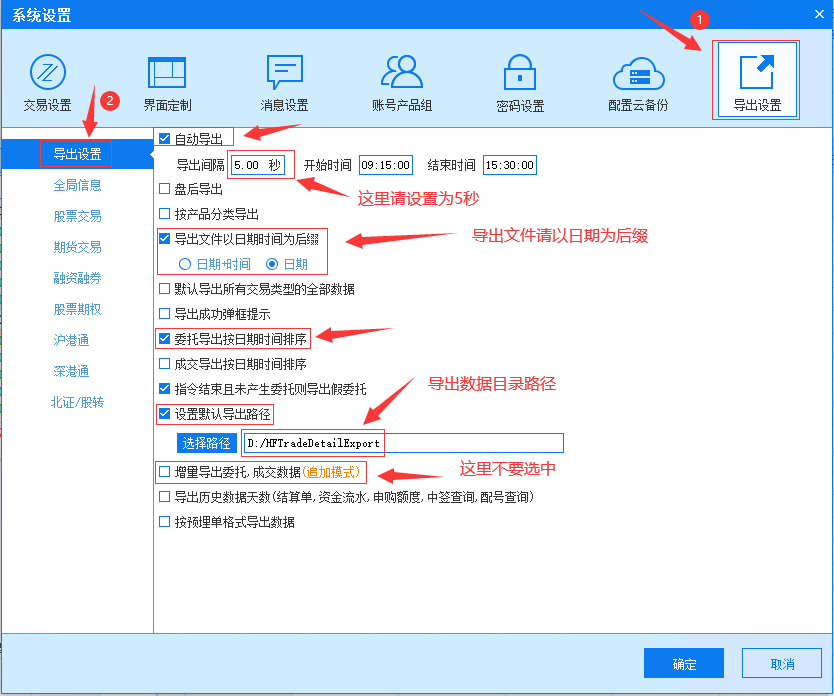 系统设置
×
1
交易设置
界面定制
消息设置
账号产品组
密码设置
配置云备份
导出设置
2
导出设置
全局信息
股票交易
期货交易
融资融券
股票期权
沪港通
深港通
北证/股转
自动导出
导出间隔 5.00 秒 开始时间 09:15:00 结束时间 15:30:00
盘后导出
这里请设置为5秒
按产品分类导出
导出文件以日期时间为后缀
导出文件请以日期为后缀
日期+时间 日期
默认导出所有交易类型的全部数据
导出成功弹框提示
委托导出按日期时间排序
成交导出按日期时间排序
指令结束且未产生委托则导出假委托
导出数据目录路径
设置默认导出路径
选择路径 D:/HFTradeDetailExport
增量导出委托,成交数据(追加模式)
这里不要选中
导出历史数据天数(结算单,资金流水,申购额度,中签查询,配号查询)
按预埋单格式导出数据
确定
取消